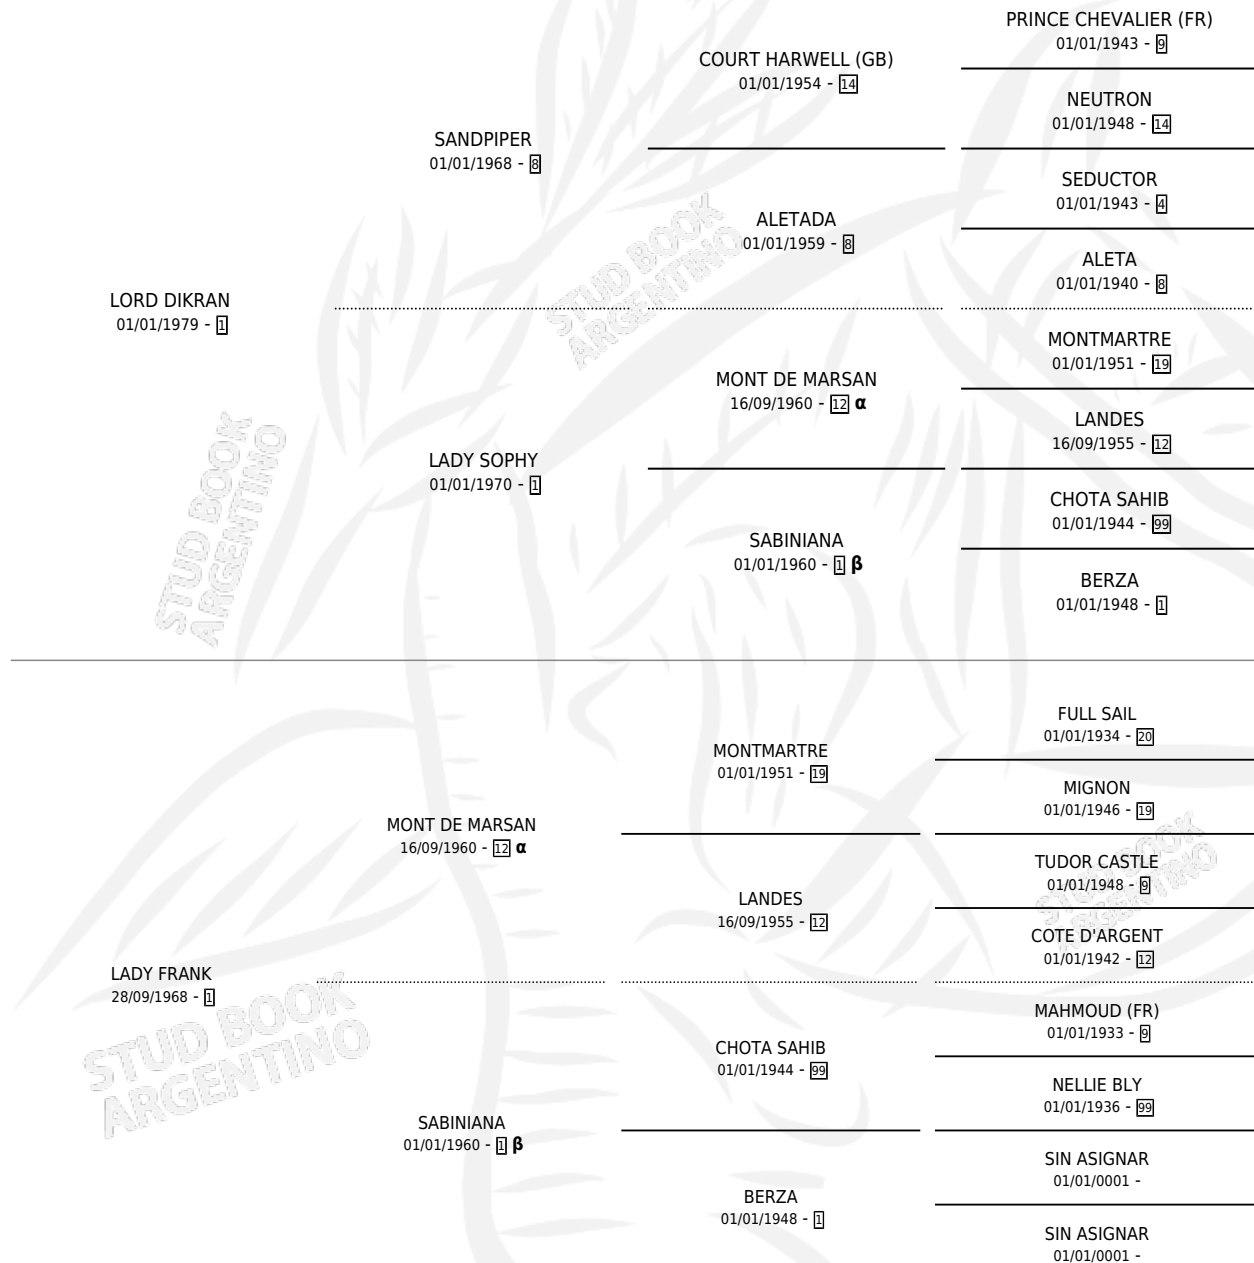 PRINCE CHEVALIER (FR)
01/01/1943 - 9
COURT HARWELL (GB)
01/01/1954 - 14
NEUTRON
01/01/1948 - 14
SANDPIPER
01/01/1968 - 8
SEDUCTOR
01/01/1943 - 4
ALETADA
01/01/1959 - 8
ALETA
01/01/1940 - 8
LORD DIKRAN
01/01/1979 - 1
MONTMARTRE
01/01/1951 - 19
MONT DE MARSAN
16/09/1960 - 12 α
LANDES
16/09/1955 - 12
LADY SOPHY
01/01/1970 - 1
CHOTA SAHIB
01/01/1944 - 99
SABINIANA
01/01/1960 - 1 β
BERZA
01/01/1948 - 1
FULL SAIL
01/01/1934 - 20
MONTMARTRE
01/01/1951 - 19
MIGNON
01/01/1946 - 19
MONT DE MARSAN
16/09/1960 - 12 α
TUDOR CASTLE
01/01/1948 - 9
LANDES
16/09/1955 - 12
COTE D'ARGENT
01/01/1942 - 12
LADY FRANK
28/09/1968 - 1
MAHMOUD (FR)
01/01/1933 - 9
CHOTA SAHIB
01/01/1944 - 99
NELLIE BLY
01/01/1936 - 99
SABINIANA
01/01/1960 - 1 β
SIN ASIGNAR
01/01/0001 -
BERZA
01/01/1948 - 1
SIN ASIGNAR
01/01/0001 -
STUD BOOK
ARGENTINO
STUD BOOK
ARGENTINO
STUD BOOK
ARGENTINO
STUD BOOK
ARGENTINO